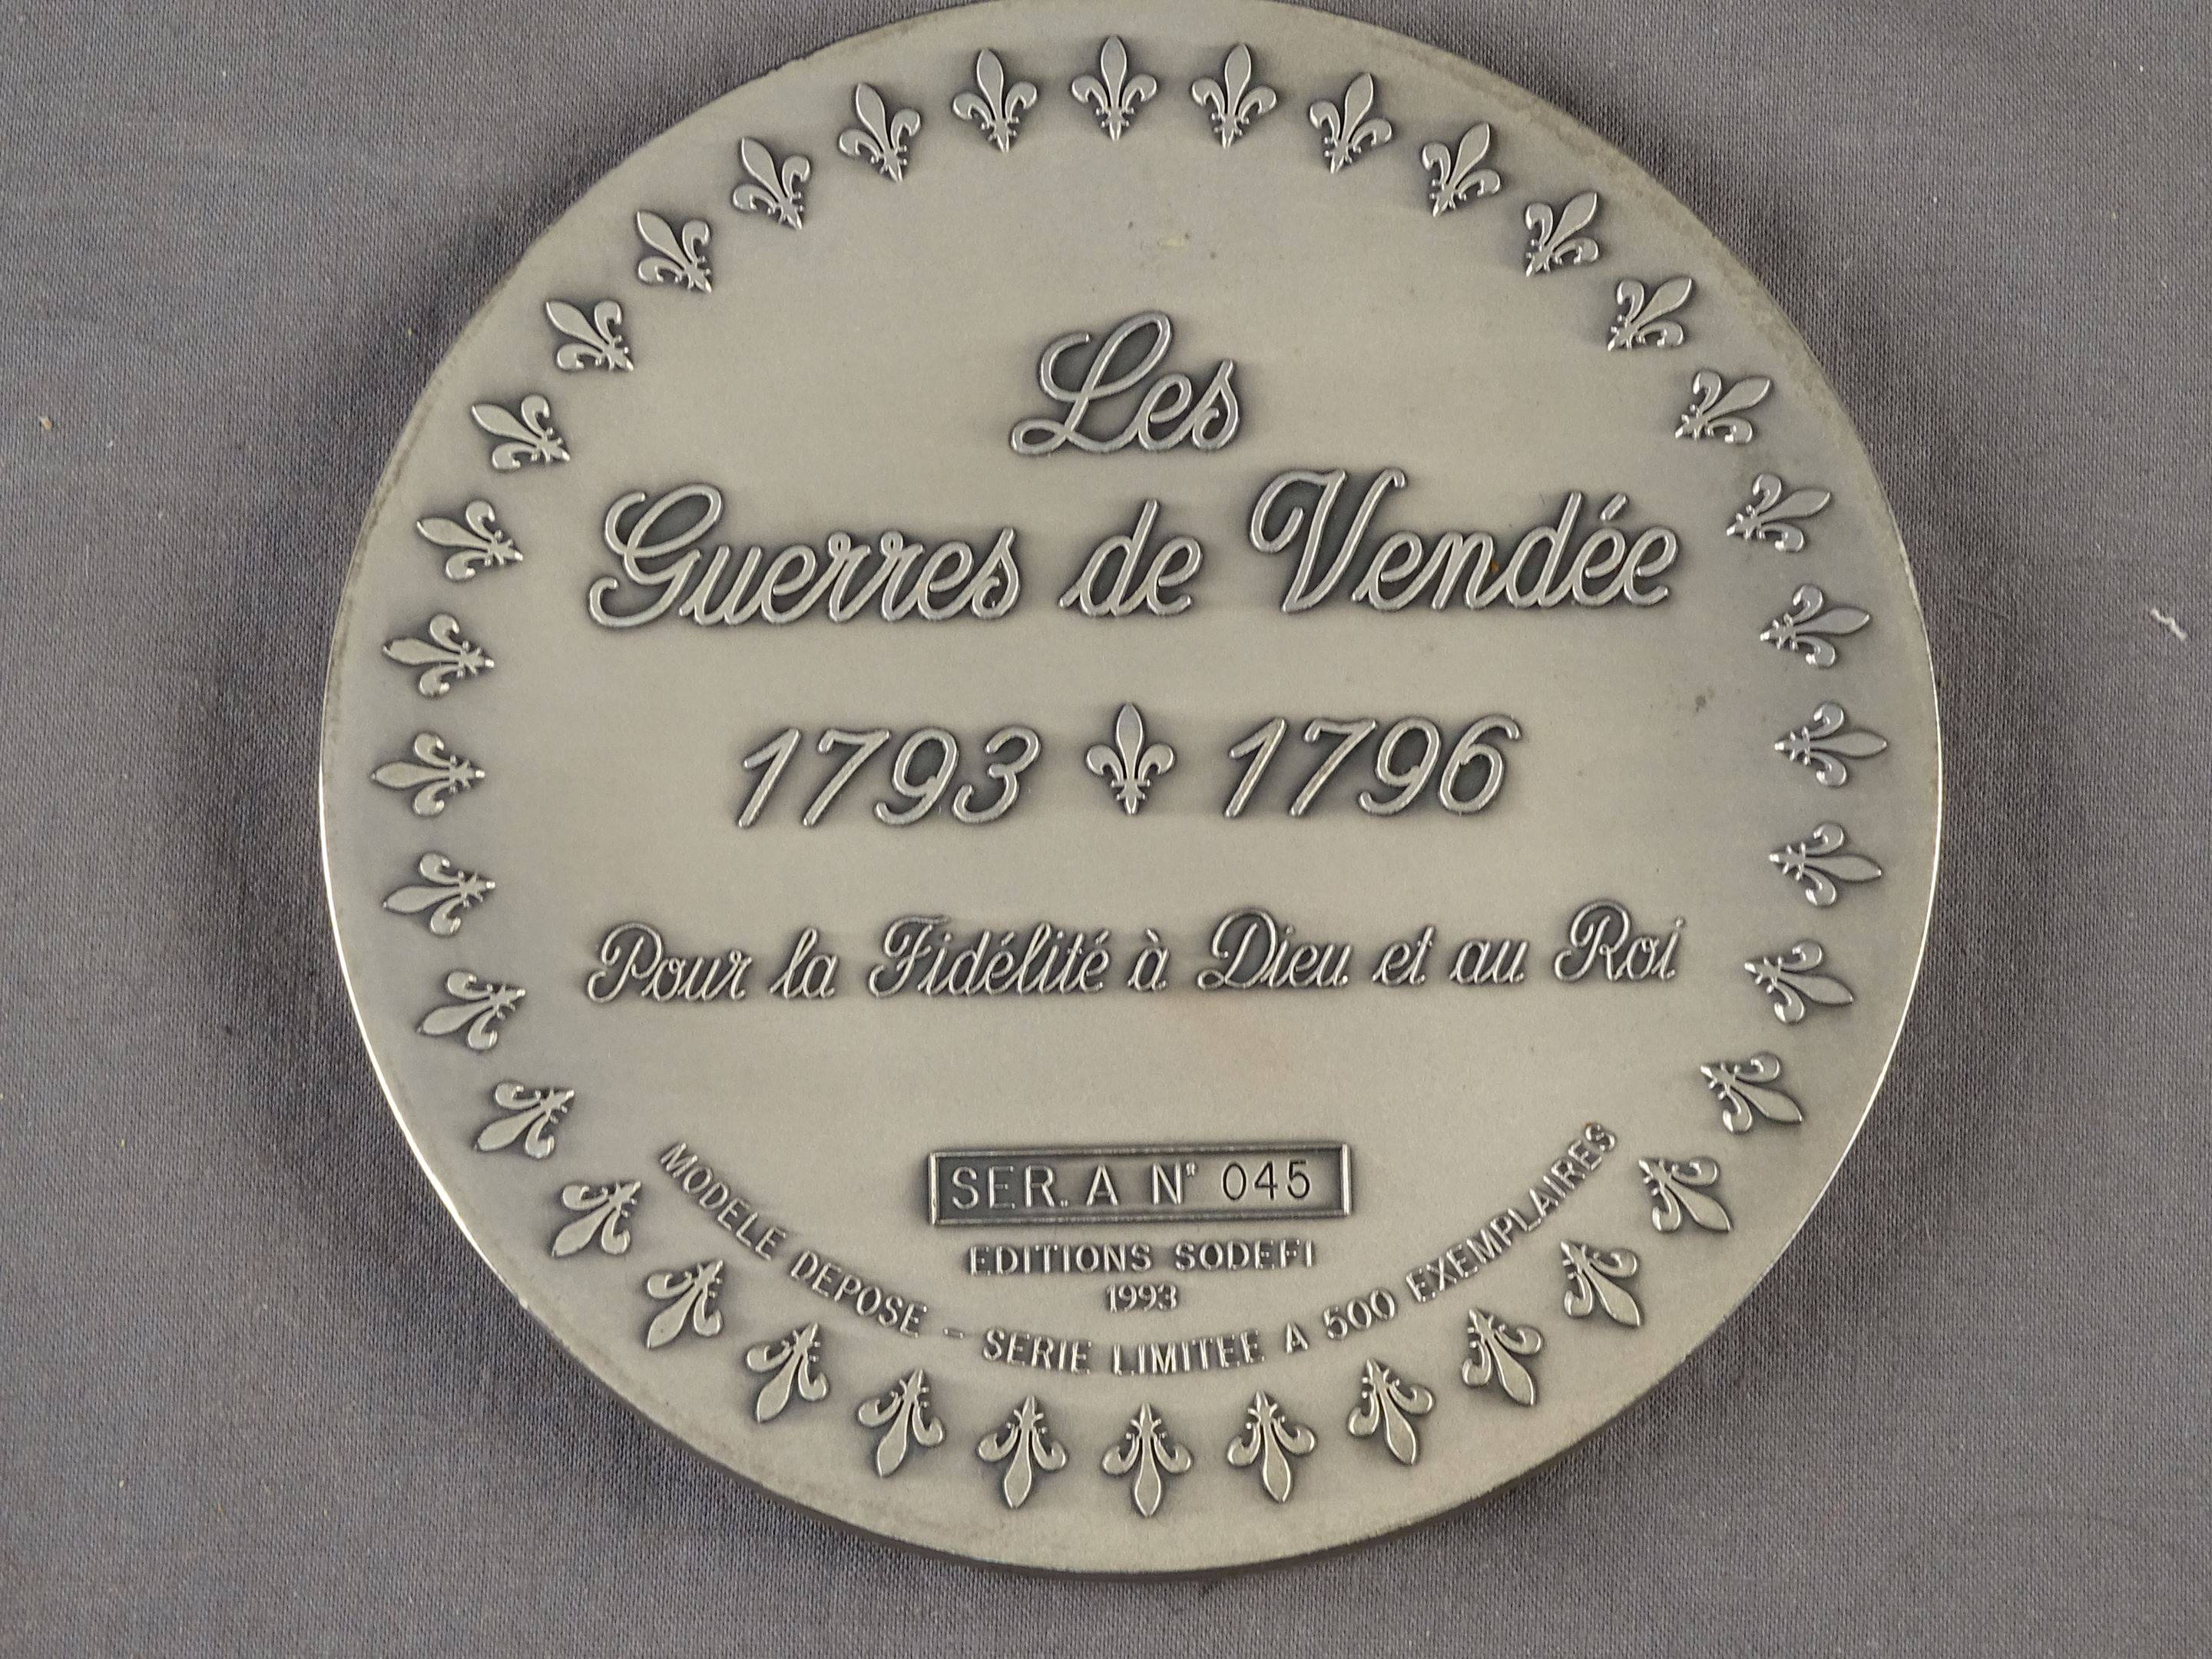 Les
Guerres de Vendée
1793 1796
Pour la Fidélité à Dieu et au Roi
SER. A N° 045
EDITIONS SODEFI
1993
MODELE DEPOSE - SERIE LIMITEE A 500 EXEMPLAIRES